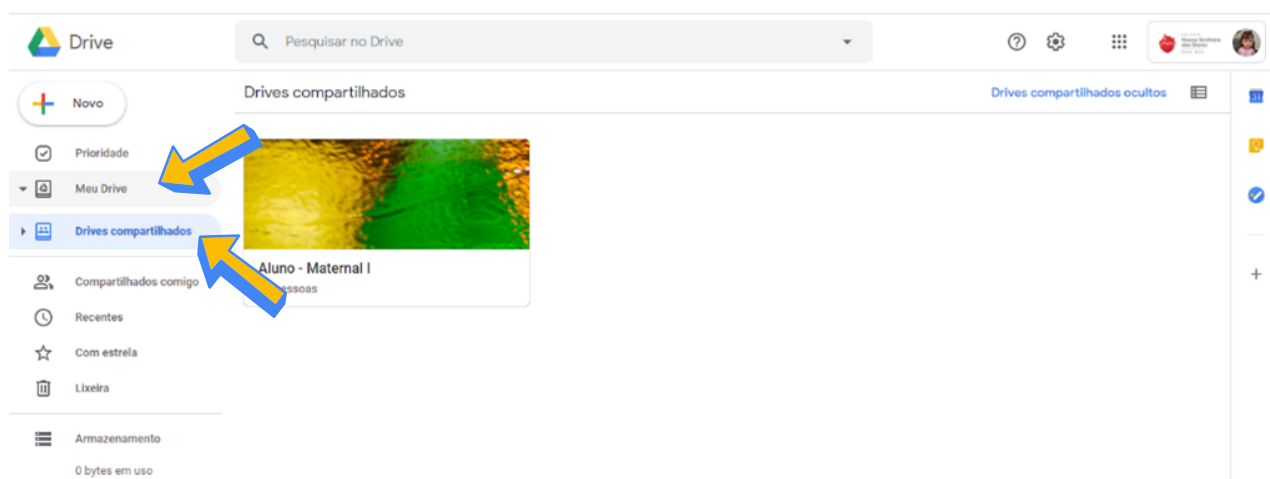 Drive
Pesquisar no Drive
Novo
Drives compartilhados
Drives compartilhados ocultos
31
Prioridade
Meu Drive
Drives compartilhados
Aluno - Maternal I
Compartilhados comigo
Recentes
Com estrela
Lixeira
Armazenamento
0 bytes em uso